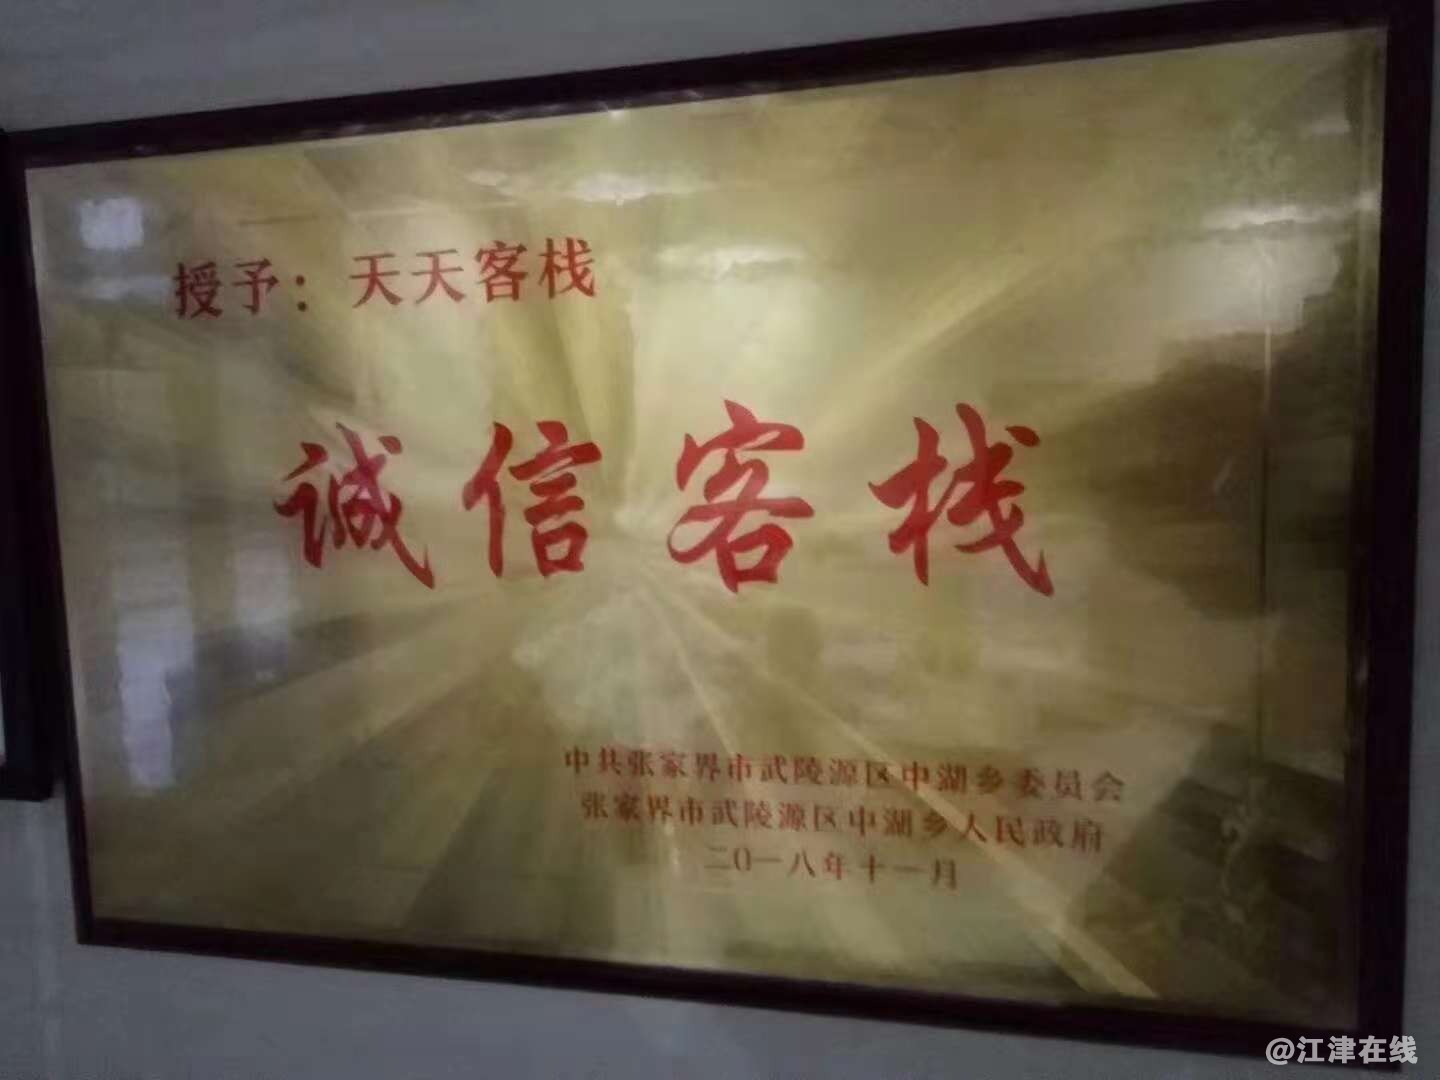 授予：天天客栈
诚信客栈
中共张家界市武陵源区中湖乡委员会
张家界市武陵源区中湖乡人民政府
二〇一八年十一月
@江津在线